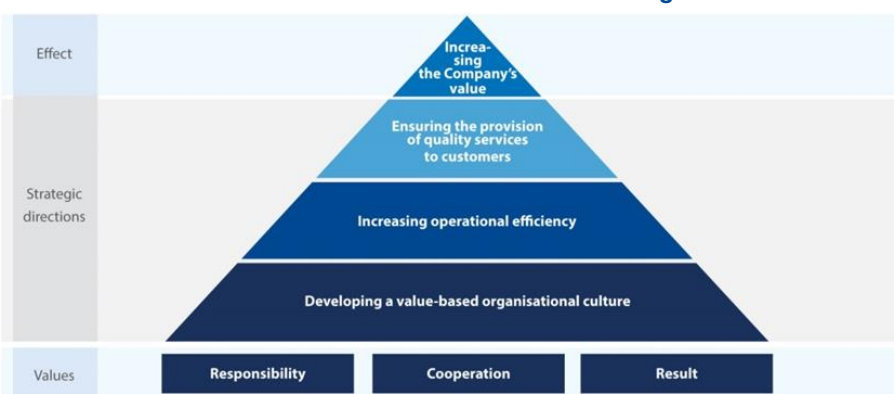 Effect
Increa-
sing
the Company's
value
Ensuring the provision
of quality services
to customers
Strategic
directions
Increasing operational efficiency
Developing a value-based organisational culture
Values
Responsibility
Cooperation
Result